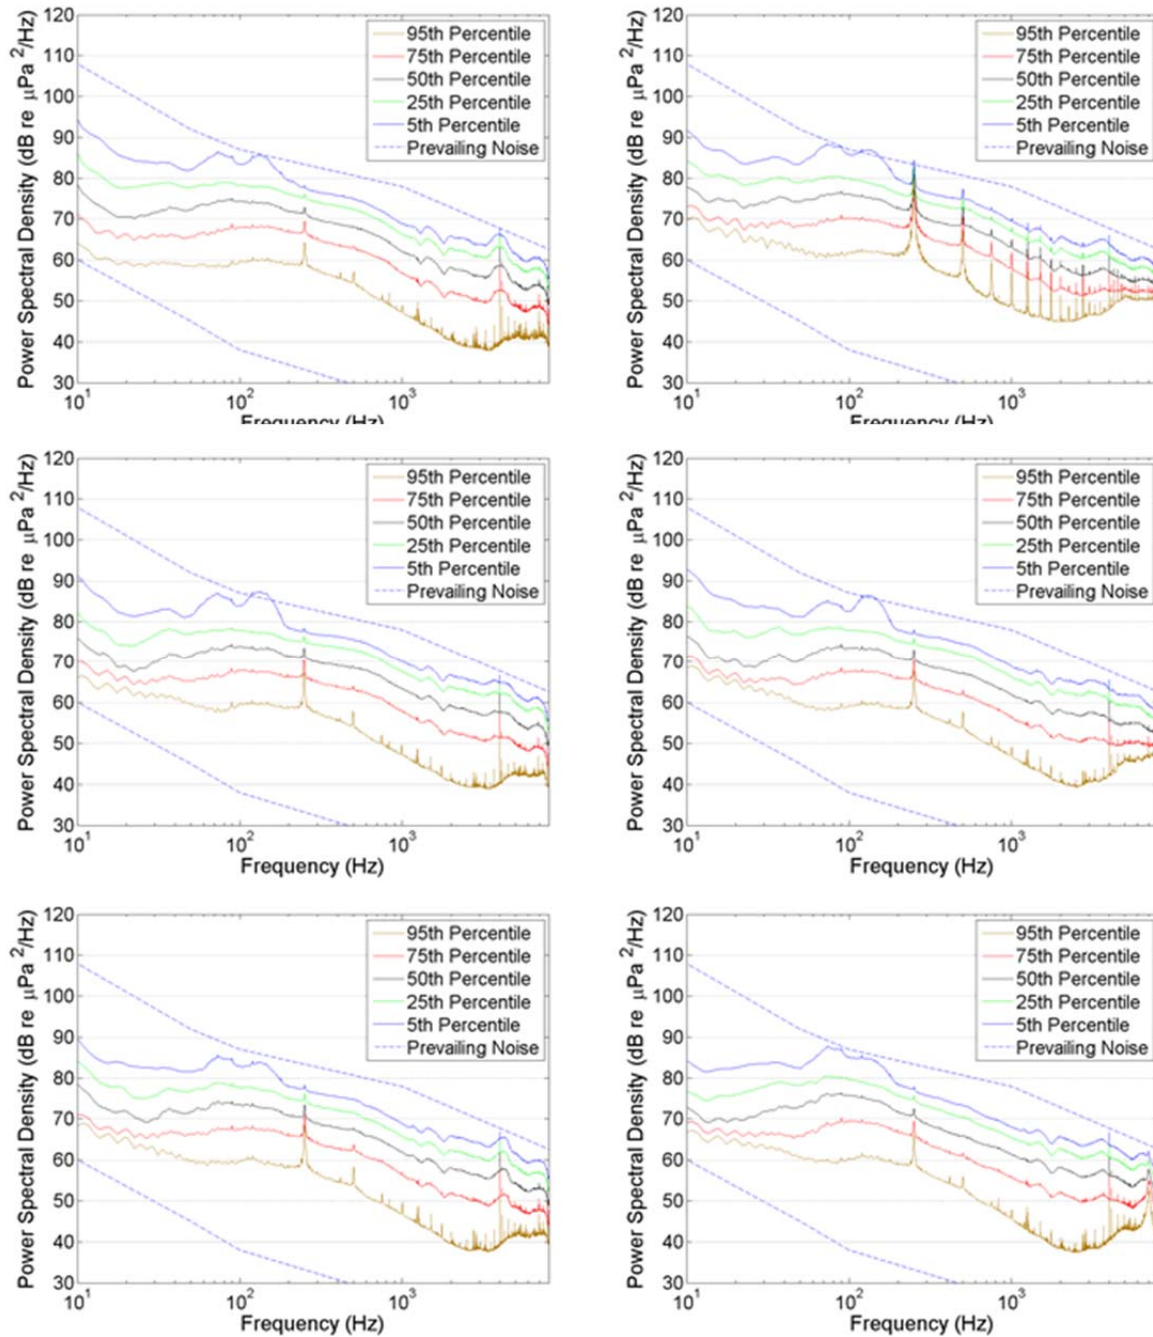 120
110
100
90
80
70
60
50
40
30
Power Spectral Density (dB re μPa ²/Hz)
95th Percentile
75th Percentile
50th Percentile
25th Percentile
5th Percentile
Prevailing Noise
10¹ 10² 10³
Frequency (Hz)
120
110
100
90
80
70
60
50
40
30
Power Spectral Density (dB re μPa ²/Hz)
95th Percentile
75th Percentile
50th Percentile
25th Percentile
5th Percentile
Prevailing Noise
10¹ 10² 10³
Frequency (Hz)
120
110
100
90
80
70
60
50
40
30
Power Spectral Density (dB re μPa ²/Hz)
95th Percentile
75th Percentile
50th Percentile
25th Percentile
5th Percentile
Prevailing Noise
10¹ 10² 10³
Frequency (Hz)
120
110
100
90
80
70
60
50
40
30
Power Spectral Density (dB re μPa ²/Hz)
95th Percentile
75th Percentile
50th Percentile
25th Percentile
5th Percentile
Prevailing Noise
10¹ 10² 10³
Frequency (Hz)
120
110
100
90
80
70
60
50
40
30
Power Spectral Density (dB re μPa ²/Hz)
95th Percentile
75th Percentile
50th Percentile
25th Percentile
5th Percentile
Prevailing Noise
10¹ 10² 10³
Frequency (Hz)
120
110
100
90
80
70
60
50
40
30
Power Spectral Density (dB re μPa ²/Hz)
95th Percentile
75th Percentile
50th Percentile
25th Percentile
5th Percentile
Prevailing Noise
10¹ 10² 10³
Frequency (Hz)